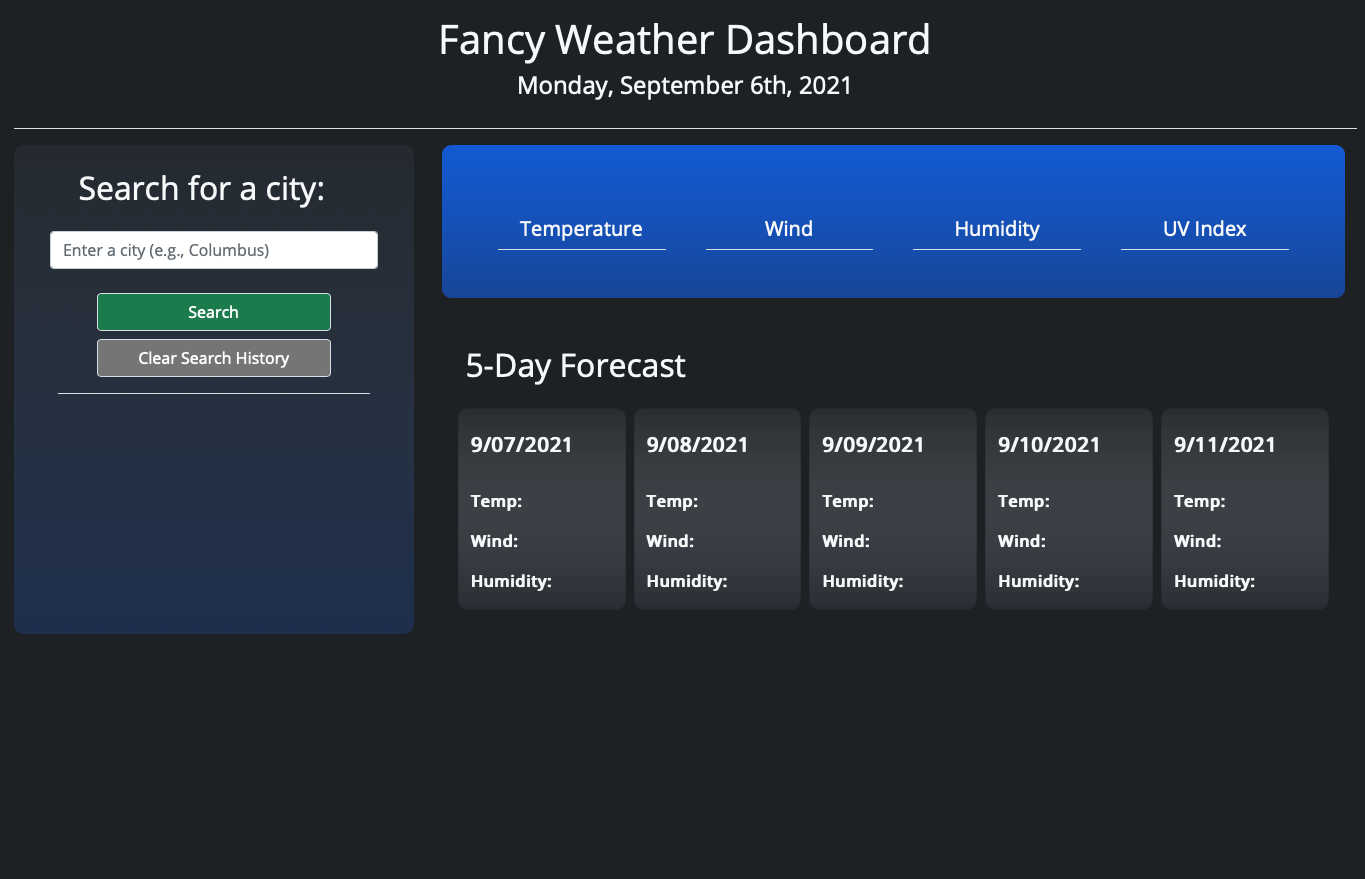 Fancy Weather Dashboard
Monday, September 6th, 2021
Search for a city:
Enter a city (e.g., Columbus)
Search
Clear Search History
Temperature Wind Humidity UV Index
5-Day Forecast
9/07/2021 9/08/2021 9/09/2021 9/10/2021 9/11/2021
Temp: Temp: Temp: Temp: Temp:
Wind: Wind: Wind: Wind: Wind:
Humidity: Humidity: Humidity: Humidity: Humidity: